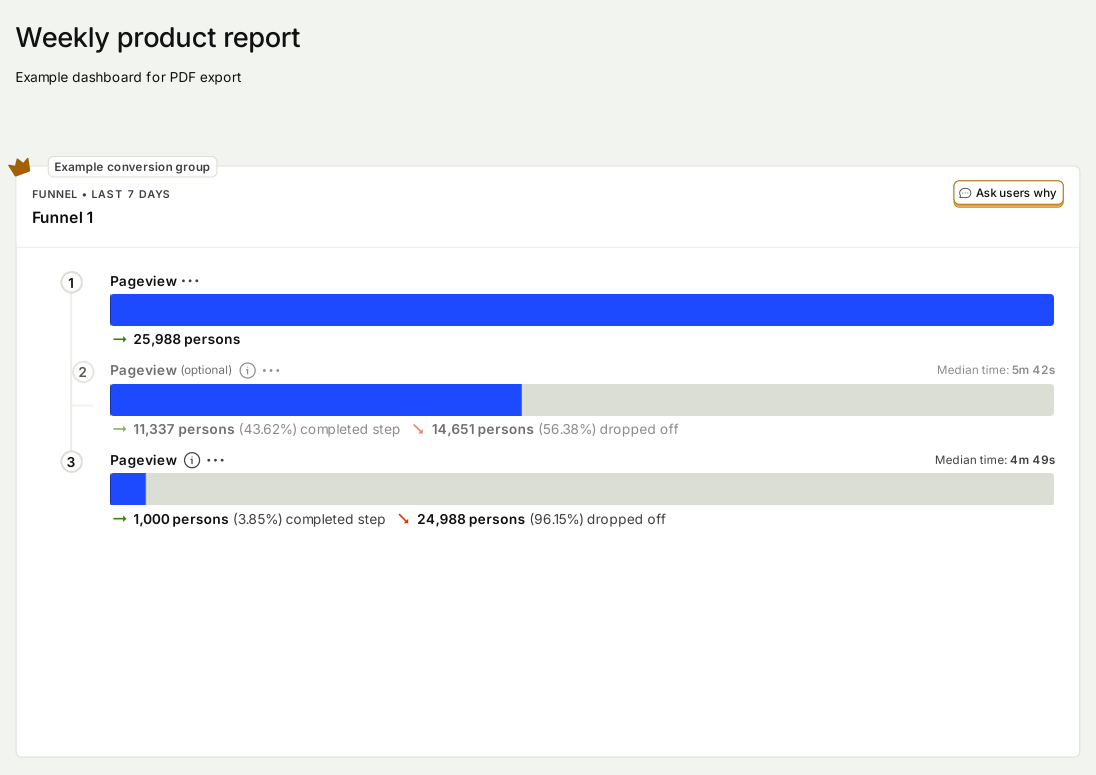 Weekly product report
Example dashboard for PDF export
Example conversion group
FUNNEL • LAST 7 DAYS
Ask users why
Funnel 1
1 Pageview
25,988 persons
2 Pageview (optional) Median time: 5m 42s
11,337 persons (43.62%) completed step 14,651 persons (56.38%) dropped off
3 Pageview Median time: 4m 49s
1,000 persons (3.85%) completed step 24,988 persons (96.15%) dropped off